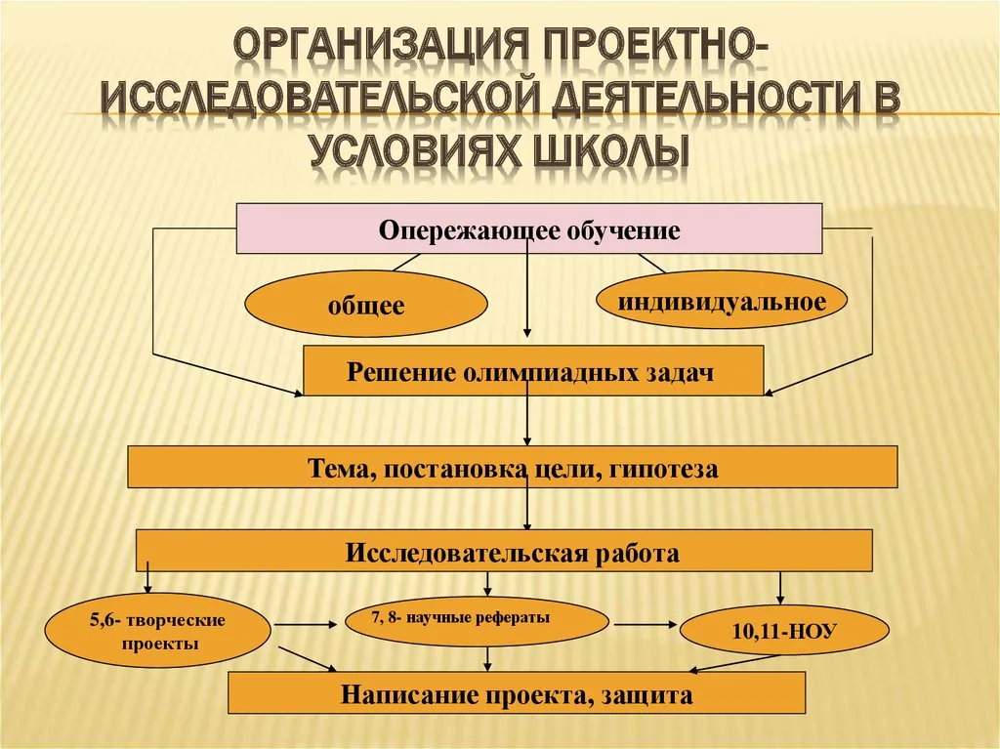 ОРГАНИЗАЦИЯ ПРОЕКТНО-
ИССЛЕДОВАТЕЛЬСКОЙ ДЕЯТЕЛЬНОСТИ В
УСЛОВИЯХ ШКОЛЫ
Опережающее обучение
общее
индивидуальное
Решение олимпиадных задач
Тема, постановка цели, гипотеза
Исследовательская работа
5,6- творческие
проекты
7, 8- научные рефераты
10,11-НОУ
Написание проекта, защита